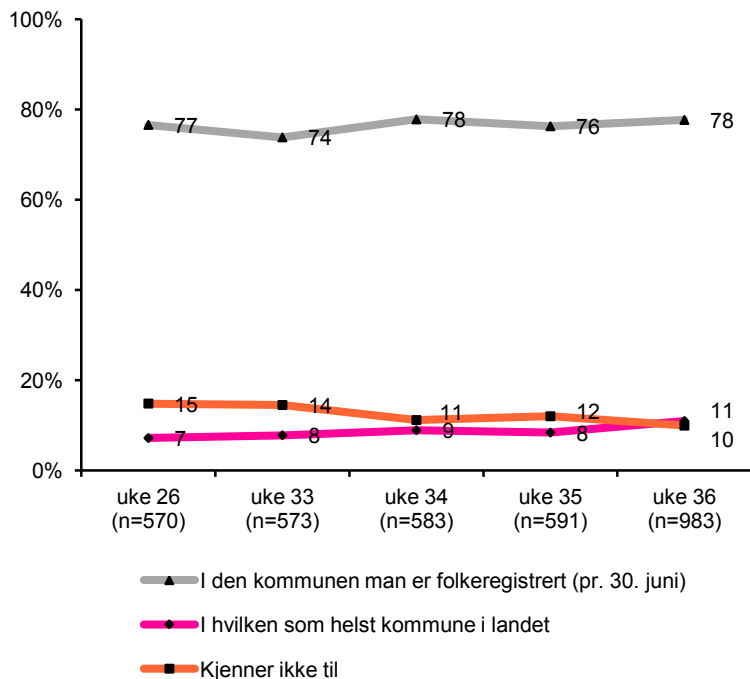 100%
80%
60%
40%
20%
0%
77
74
78
76
78
15
14
11
12
11
7
8
9
8
10
uke 26
(n=570)
uke 33
(n=573)
uke 34
(n=583)
uke 35
(n=591)
uke 36
(n=983)
I den kommunen man er folkeregistrert (pr. 30. juni)
I hvilken som helst kommune i landet
Kjenner ikke til